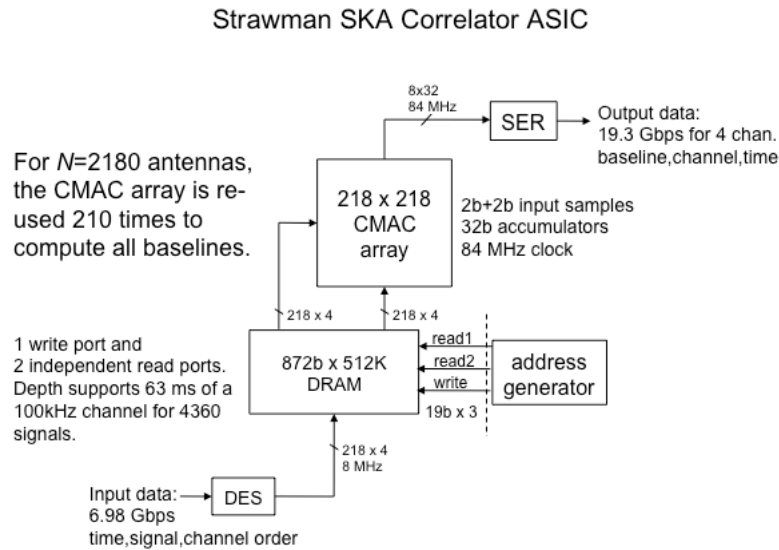 Strawman SKA Correlator ASIC
8x32
84 MHz
SER
Output data:
19.3 Gbps for 4 chan.
baseline,channel,time
For N=2180 antennas,
the CMAC array is re-
used 210 times to
compute all baselines.
218 x 218
CMAC
array
2b+2b input samples
32b accumulators
84 MHz clock
218 x 4
218 x 4
1 write port and
2 independent read ports.
Depth supports 63 ms of a
100kHz channel for 4360
signals.
872b x 512K
DRAM
read1
read2
write
19b x 3
address
generator
218 x 4
8 MHz
Input data:
6.98 Gbps
time,signal,channel order
DES